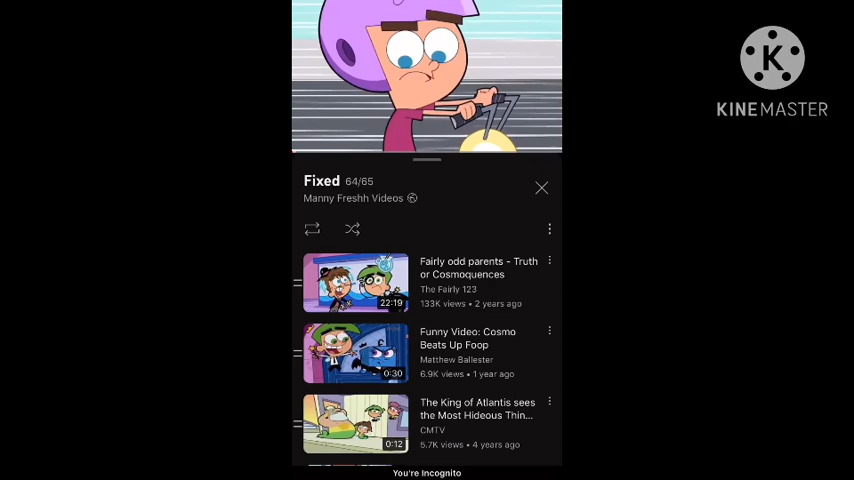 KINEMASTER
Fixed 64/65
Manny Freshh Videos
Fairly odd parents - Truth
or Cosmoquences
The Fairly 123
133K views • 2 years ago
22:19
Funny Video: Cosmo
Beats Up Foop
Matthew Ballester
6.9K views • 1 year ago
0:30
The King of Atlantis sees
the Most Hideous Thin...
CMTV
5.7K views • 4 years ago
0:12
You're Incognito